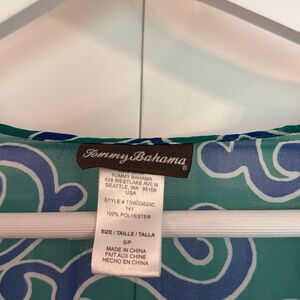 Tommy Bahama
TOMMY BAHAMA
428 WESTLAKE AVE N
SEATTLE, WA 98109
USA
STYLE # TSW33820C
141
100% POLYESTER
SIZE / TAILLE / TALLA
S/P
MADE IN CHINA
FAIT AUX CHINE
HECHO EN CHINA